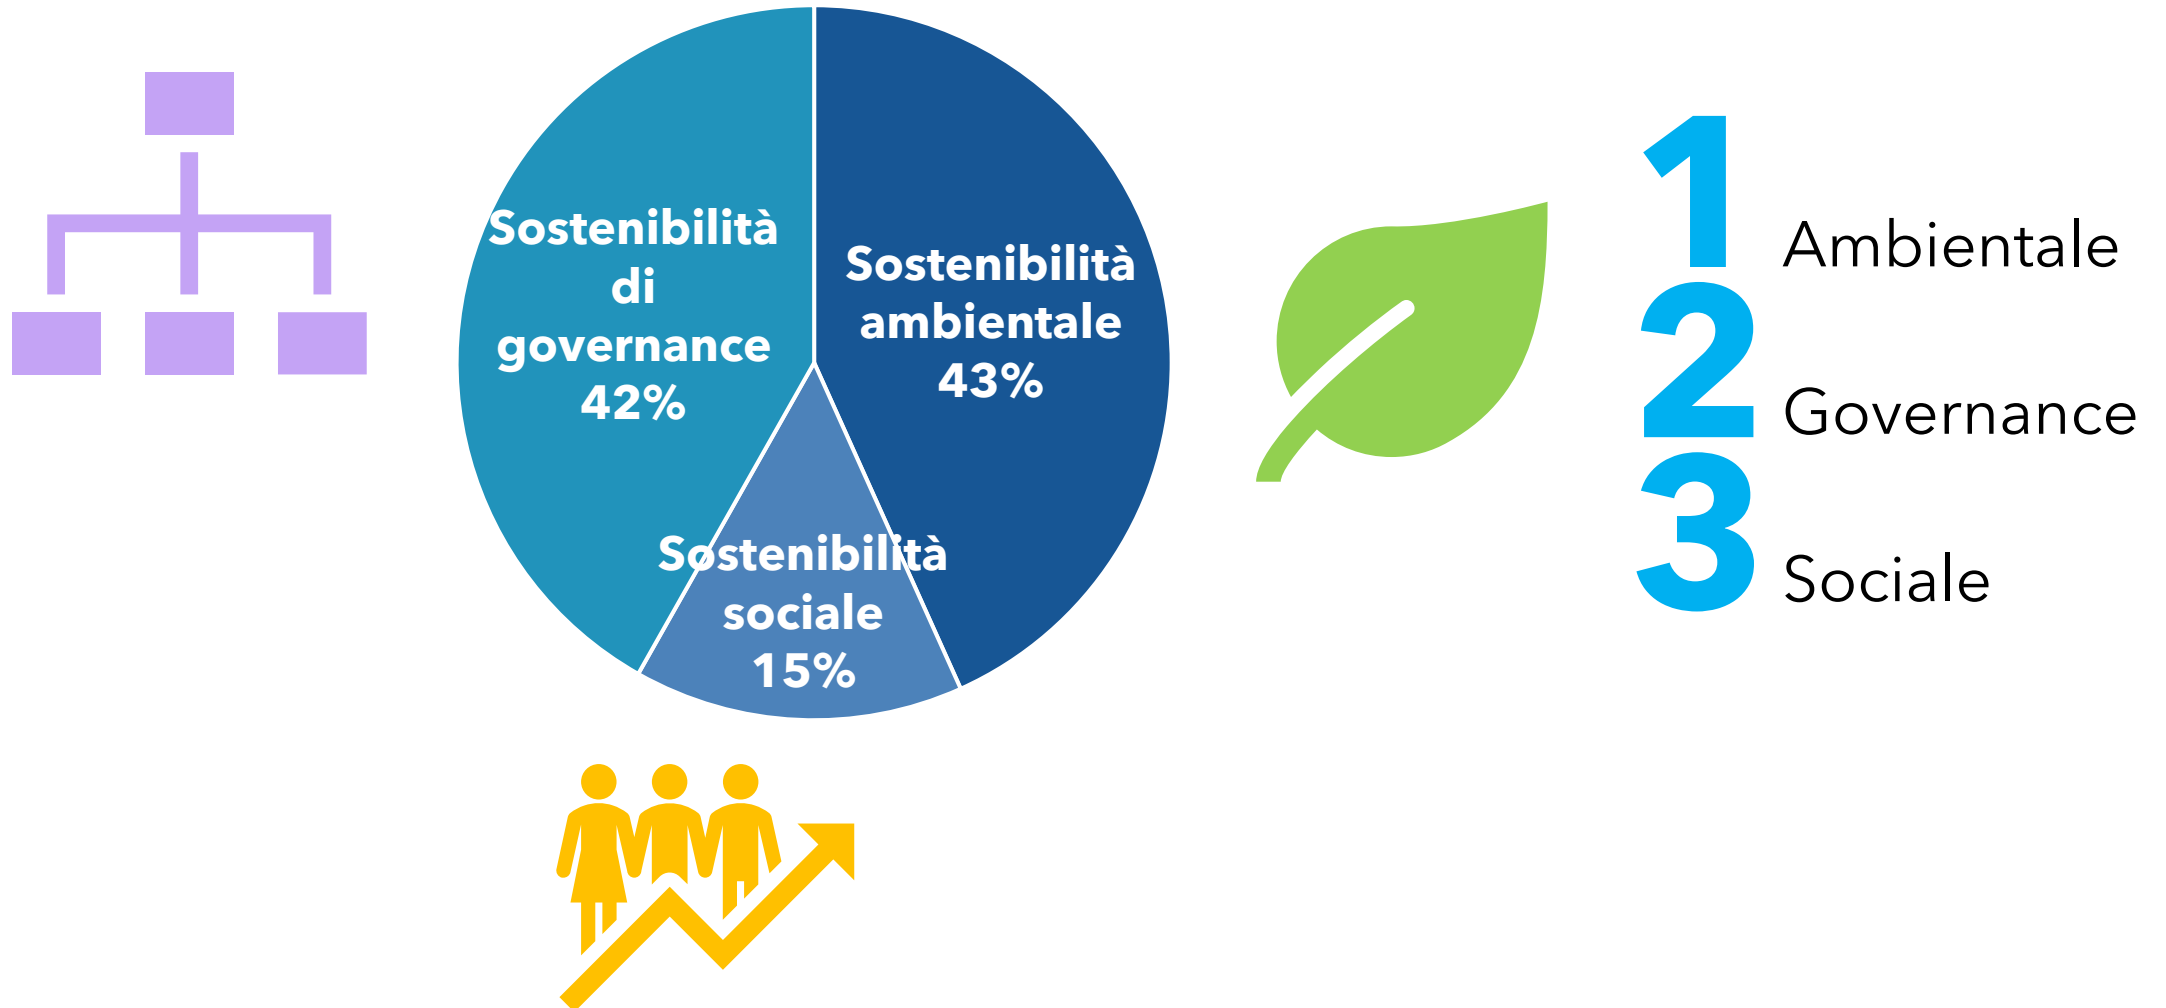 Sostenibilità
di
governance
42%
Sostenibilità
ambientale
43%
Sostenibilità
sociale
15%
1 Ambientale
2 Governance
3 Sociale